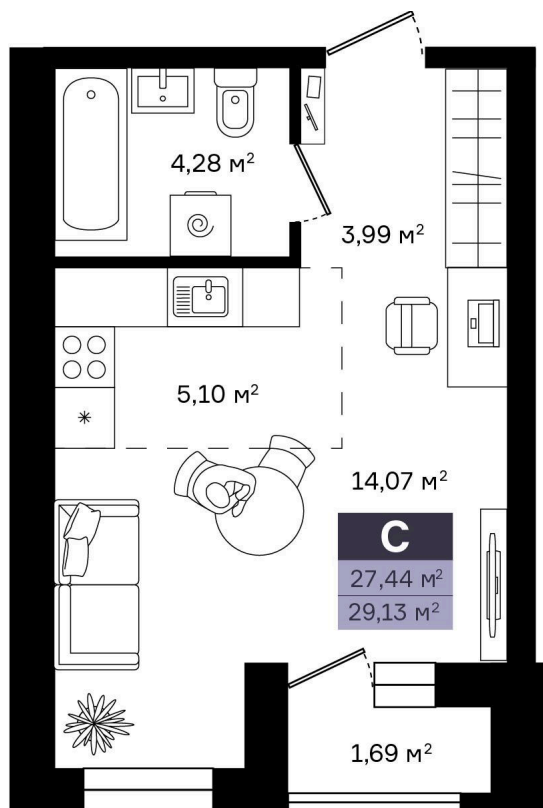 4,28 м²
3,99 м²
5,10 м²
14,07 м²
С
27,44 м²
29,13 м²
1,69 м²